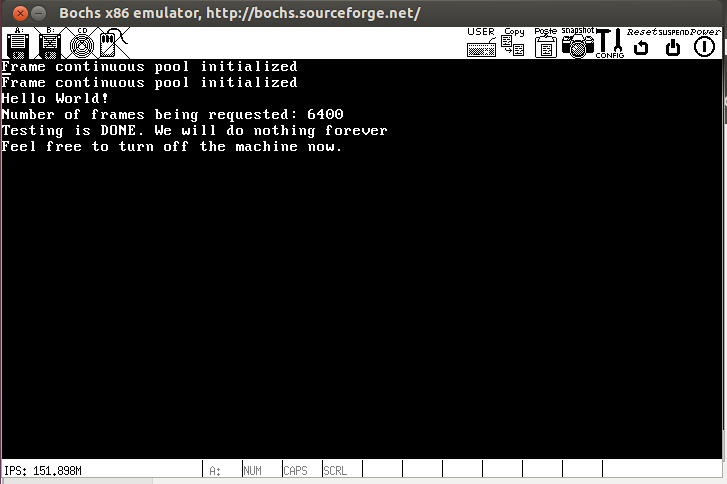 Bochs x86 emulator, http://bochs.sourceforge.net/
A: B: CD USER Copy Paste snapshot CONFIG Reset SUSPEND Power
Frame continuous pool initialized
Frame continuous pool initialized
Hello World!
Number of frames being requested: 6400
Testing is DONE. We will do nothing forever
Feel free to turn off the machine now.
IPS: 151.898M A: NUM CAPS SCRL